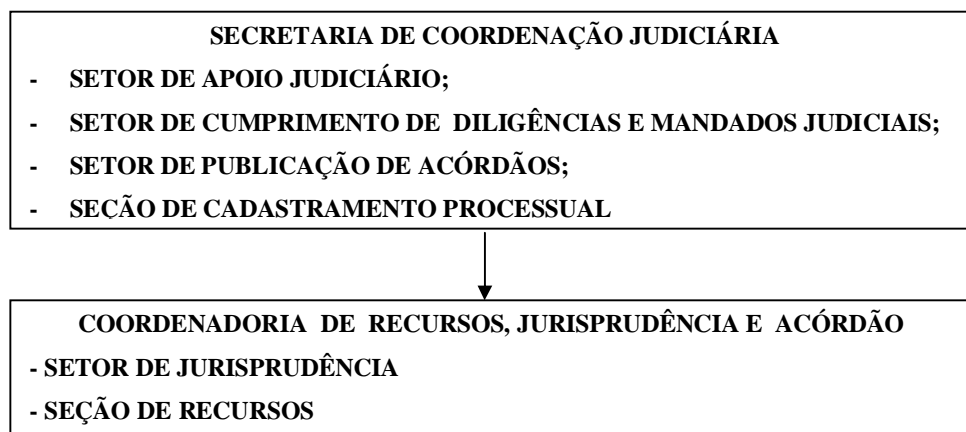 SECRETARIA DE COORDENAÇÃO JUDICIÁRIA
- SETOR DE APOIO JUDICIÁRIO;
- SETOR DE CUMPRIMENTO DE DILIGÊNCIAS E MANDADOS JUDICIAIS;
- SETOR DE PUBLICAÇÃO DE ACÓRDÃOS;
- SEÇÃO DE CADASTRAMENTO PROCESSUAL
COORDENADORIA DE RECURSOS, JURISPRUDÊNCIA E ACÓRDÃO
- SETOR DE JURISPRUDÊNCIA
- SEÇÃO DE RECURSOS